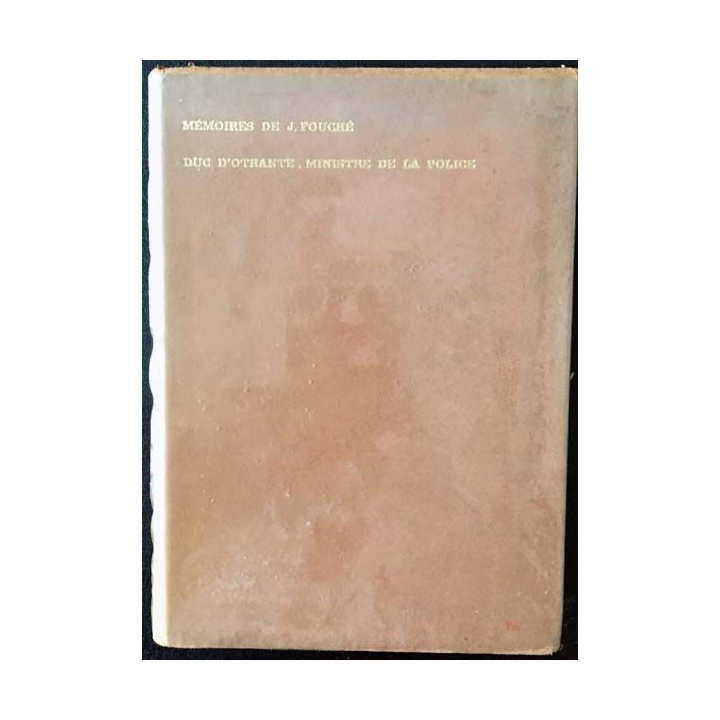 MÉMOIRES DE J. FOUCHÉ
DUC D'OTRANTE, MINISTRE DE LA POLICE